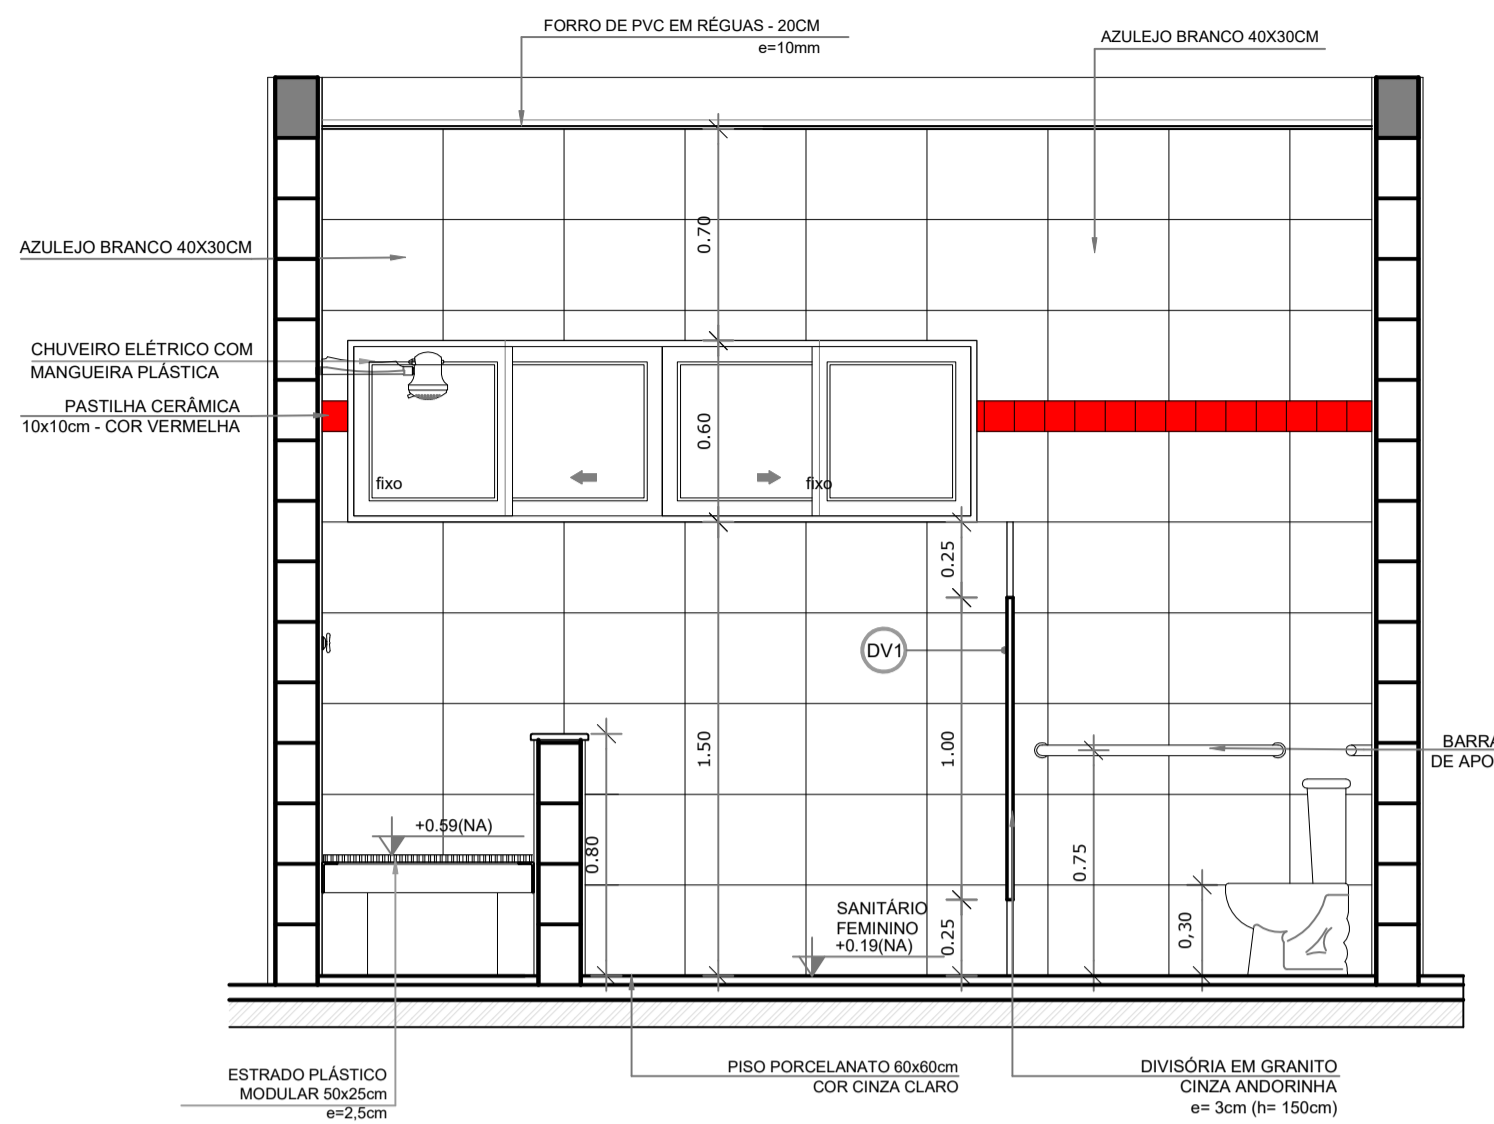 FORRO DE PVC EM RÉGUAS - 20CM
e=10mm
AZULEJO BRANCO 40X30CM
AZULEJO BRANCO 40X30CM
0.70
CHUVEIRO ELÉTRICO COM
MANGUEIRA PLÁSTICA
PASTILHA CERÂMICA
10x10cm - COR VERMELHA
0.60
fixo
fixo
0.25
DV1
1.50
1.00
BARRA
DE APO
+0.59(NA)
0.80
0.75
SANITÁRIO
FEMININO
+0.19(NA)
0.25
0,30
ESTRADO PLÁSTICO
MODULAR 50x25cm
e=2,5cm
PISO PORCELANATO 60x60cm
COR CINZA CLARO
DIVISÓRIA EM GRANITO
CINZA ANDORINHA
e= 3cm (h= 150cm)